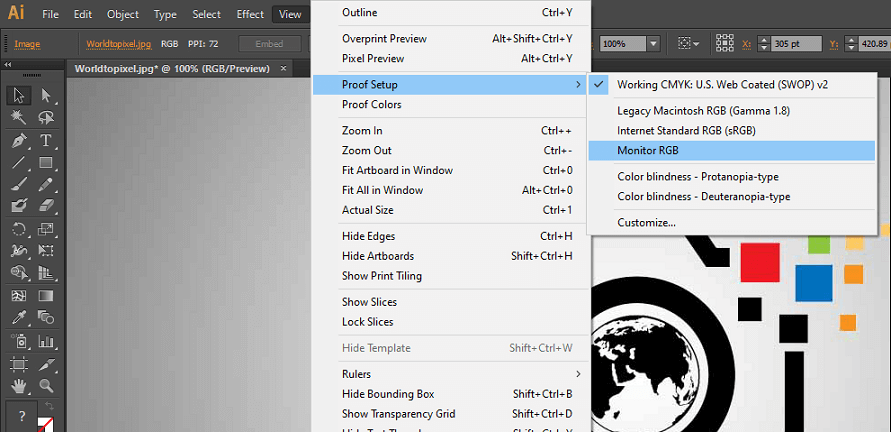 Ai File Edit Object Type Select Effect View
Image Worldtopixel.jpg RGB PPI: 72 Embed 100% X: 305 pt Y: 420.89
Worldtopixel.jpg* @ 100% (RGB/Preview) ×
Outline Ctrl+Y
Overprint Preview Alt+Shift+Ctrl+Y
Pixel Preview Alt+Ctrl+Y
Proof Setup
Proof Colors
Zoom In Ctrl++
Zoom Out Ctrl+-
Fit Artboard in Window Ctrl+0
Fit All in Window Alt+Ctrl+0
Actual Size Ctrl+1
Hide Edges Ctrl+H
Hide Artboards Shift+Ctrl+H
Show Print Tiling
Show Slices
Lock Slices
Hide Template Shift+Ctrl+W
Rulers
Hide Bounding Box Shift+Ctrl+B
Show Transparency Grid Shift+Ctrl+D
Working CMYK: U.S. Web Coated (SWOP) v2
Legacy Macintosh RGB (Gamma 1.8)
Internet Standard RGB (sRGB)
Monitor RGB
Color blindness - Protanopia-type
Color blindness - Deuteranopia-type
Customize...
?